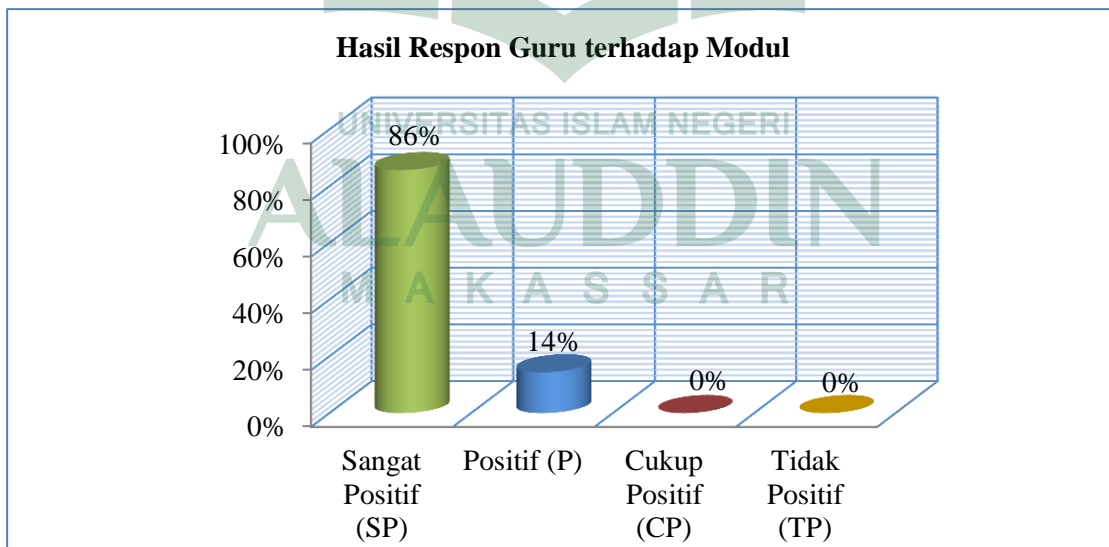 Hasil Respon Guru terhadap Modul
UNIVERSITAS ISLAM NEGERI
ALAUDDIN
MAKASSAR
100%
80%
60%
40%
20%
0%
86%
14%
0%
0%
Sangat
Positif
(SP)
Positif (P)
Cukup
Positif
(CP)
Tidak
Positif
(TP)